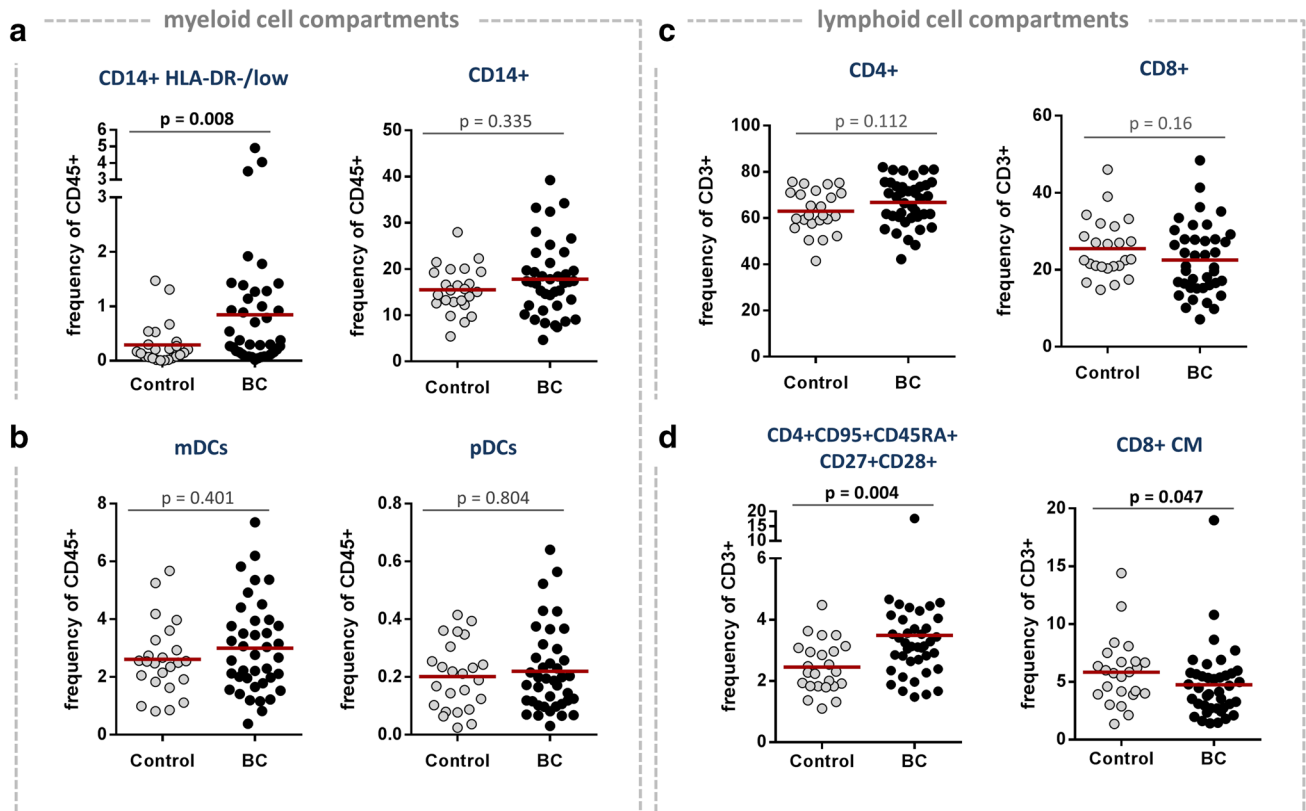 myeloid cell compartments
a
CD14+ HLA-DR-/low
p = 0.008
frequency of CD45+
6
5
4
3
3
2
1
0
Control
BC
CD14+
p = 0.335
frequency of CD45+
50
40
30
20
10
0
Control
BC
b
mDCs
p = 0.401
frequency of CD45+
8
6
4
2
0
Control
BC
pDCs
p = 0.804
frequency of CD45+
0.8
0.6
0.4
0.2
0.0
Control
BC
lymphoid cell compartments
c
CD4+
p = 0.112
frequency of CD3+
100
80
60
40
20
0
Control
BC
CD8+
p = 0.16
frequency of CD3+
60
40
20
0
Control
BC
d
CD4+CD95+CD45RA+
CD27+CD28+
p = 0.004
frequency of CD3+
20
15
10
6
4
2
0
Control
BC
CD8+ CM
p = 0.047
frequency of CD3+
20
15
10
5
0
Control
BC